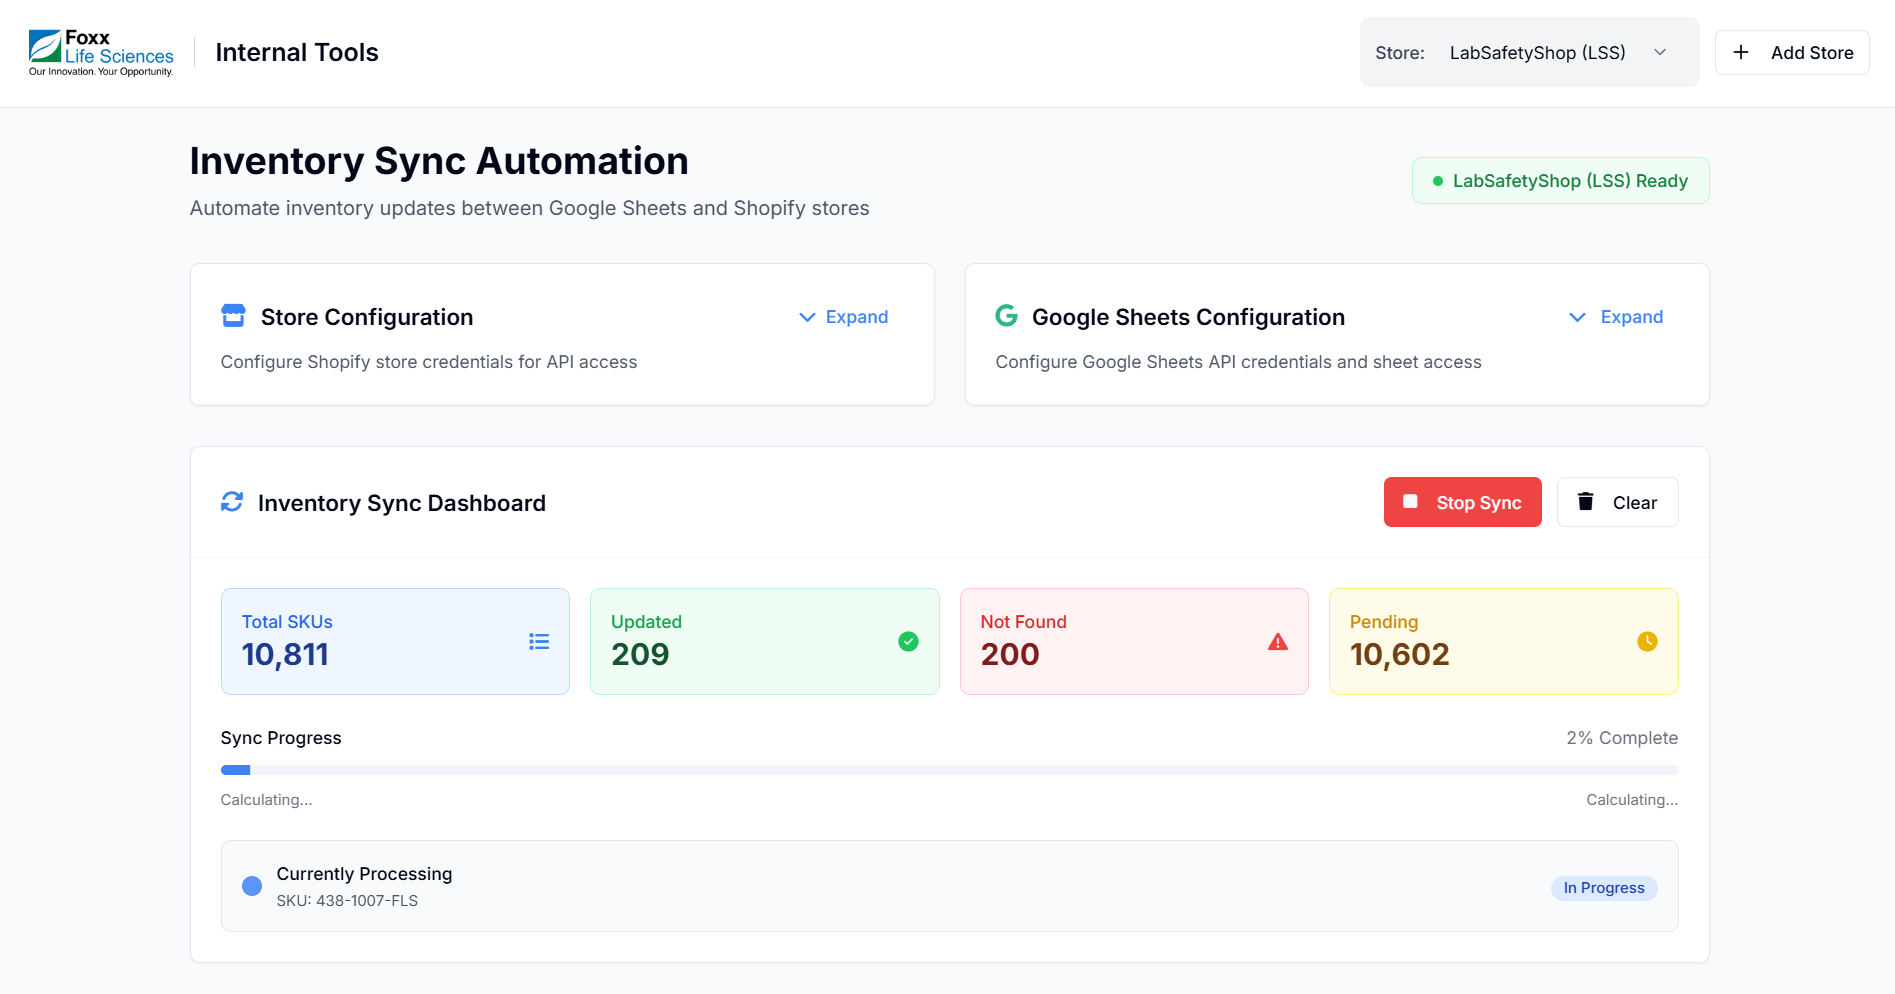 Foxx
Life Sciences
Our Innovation. Your Opportunity.
Internal Tools
Store: LabSafetyShop (LSS)
Add Store
Inventory Sync Automation
Automate inventory updates between Google Sheets and Shopify stores
LabSafetyShop (LSS) Ready
Store Configuration
Expand
Configure Shopify store credentials for API access
Google Sheets Configuration
Expand
Configure Google Sheets API credentials and sheet access
Inventory Sync Dashboard
Stop Sync
Clear
Total SKUs
10,811
Updated
209
Not Found
200
Pending
10,602
Sync Progress
2% Complete
Calculating...
Calculating...
Currently Processing
SKU: 438-1007-FLS
In Progress